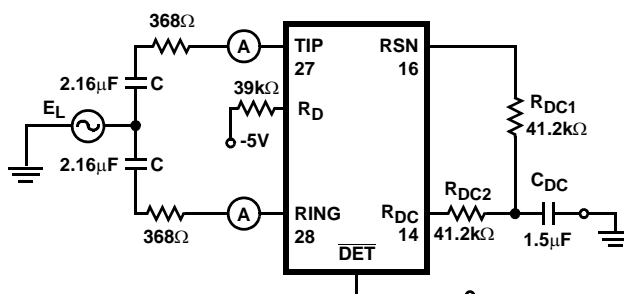 368Ω
A
TIP
27
RSN
16
2.16μF
C
39kΩ
R_D
-5V
E_L
R_DC1
41.2kΩ
2.16μF
C
R_DC2
C_DC
A
RING
28
R_DC
14
41.2kΩ
1.5μF
368Ω
DET